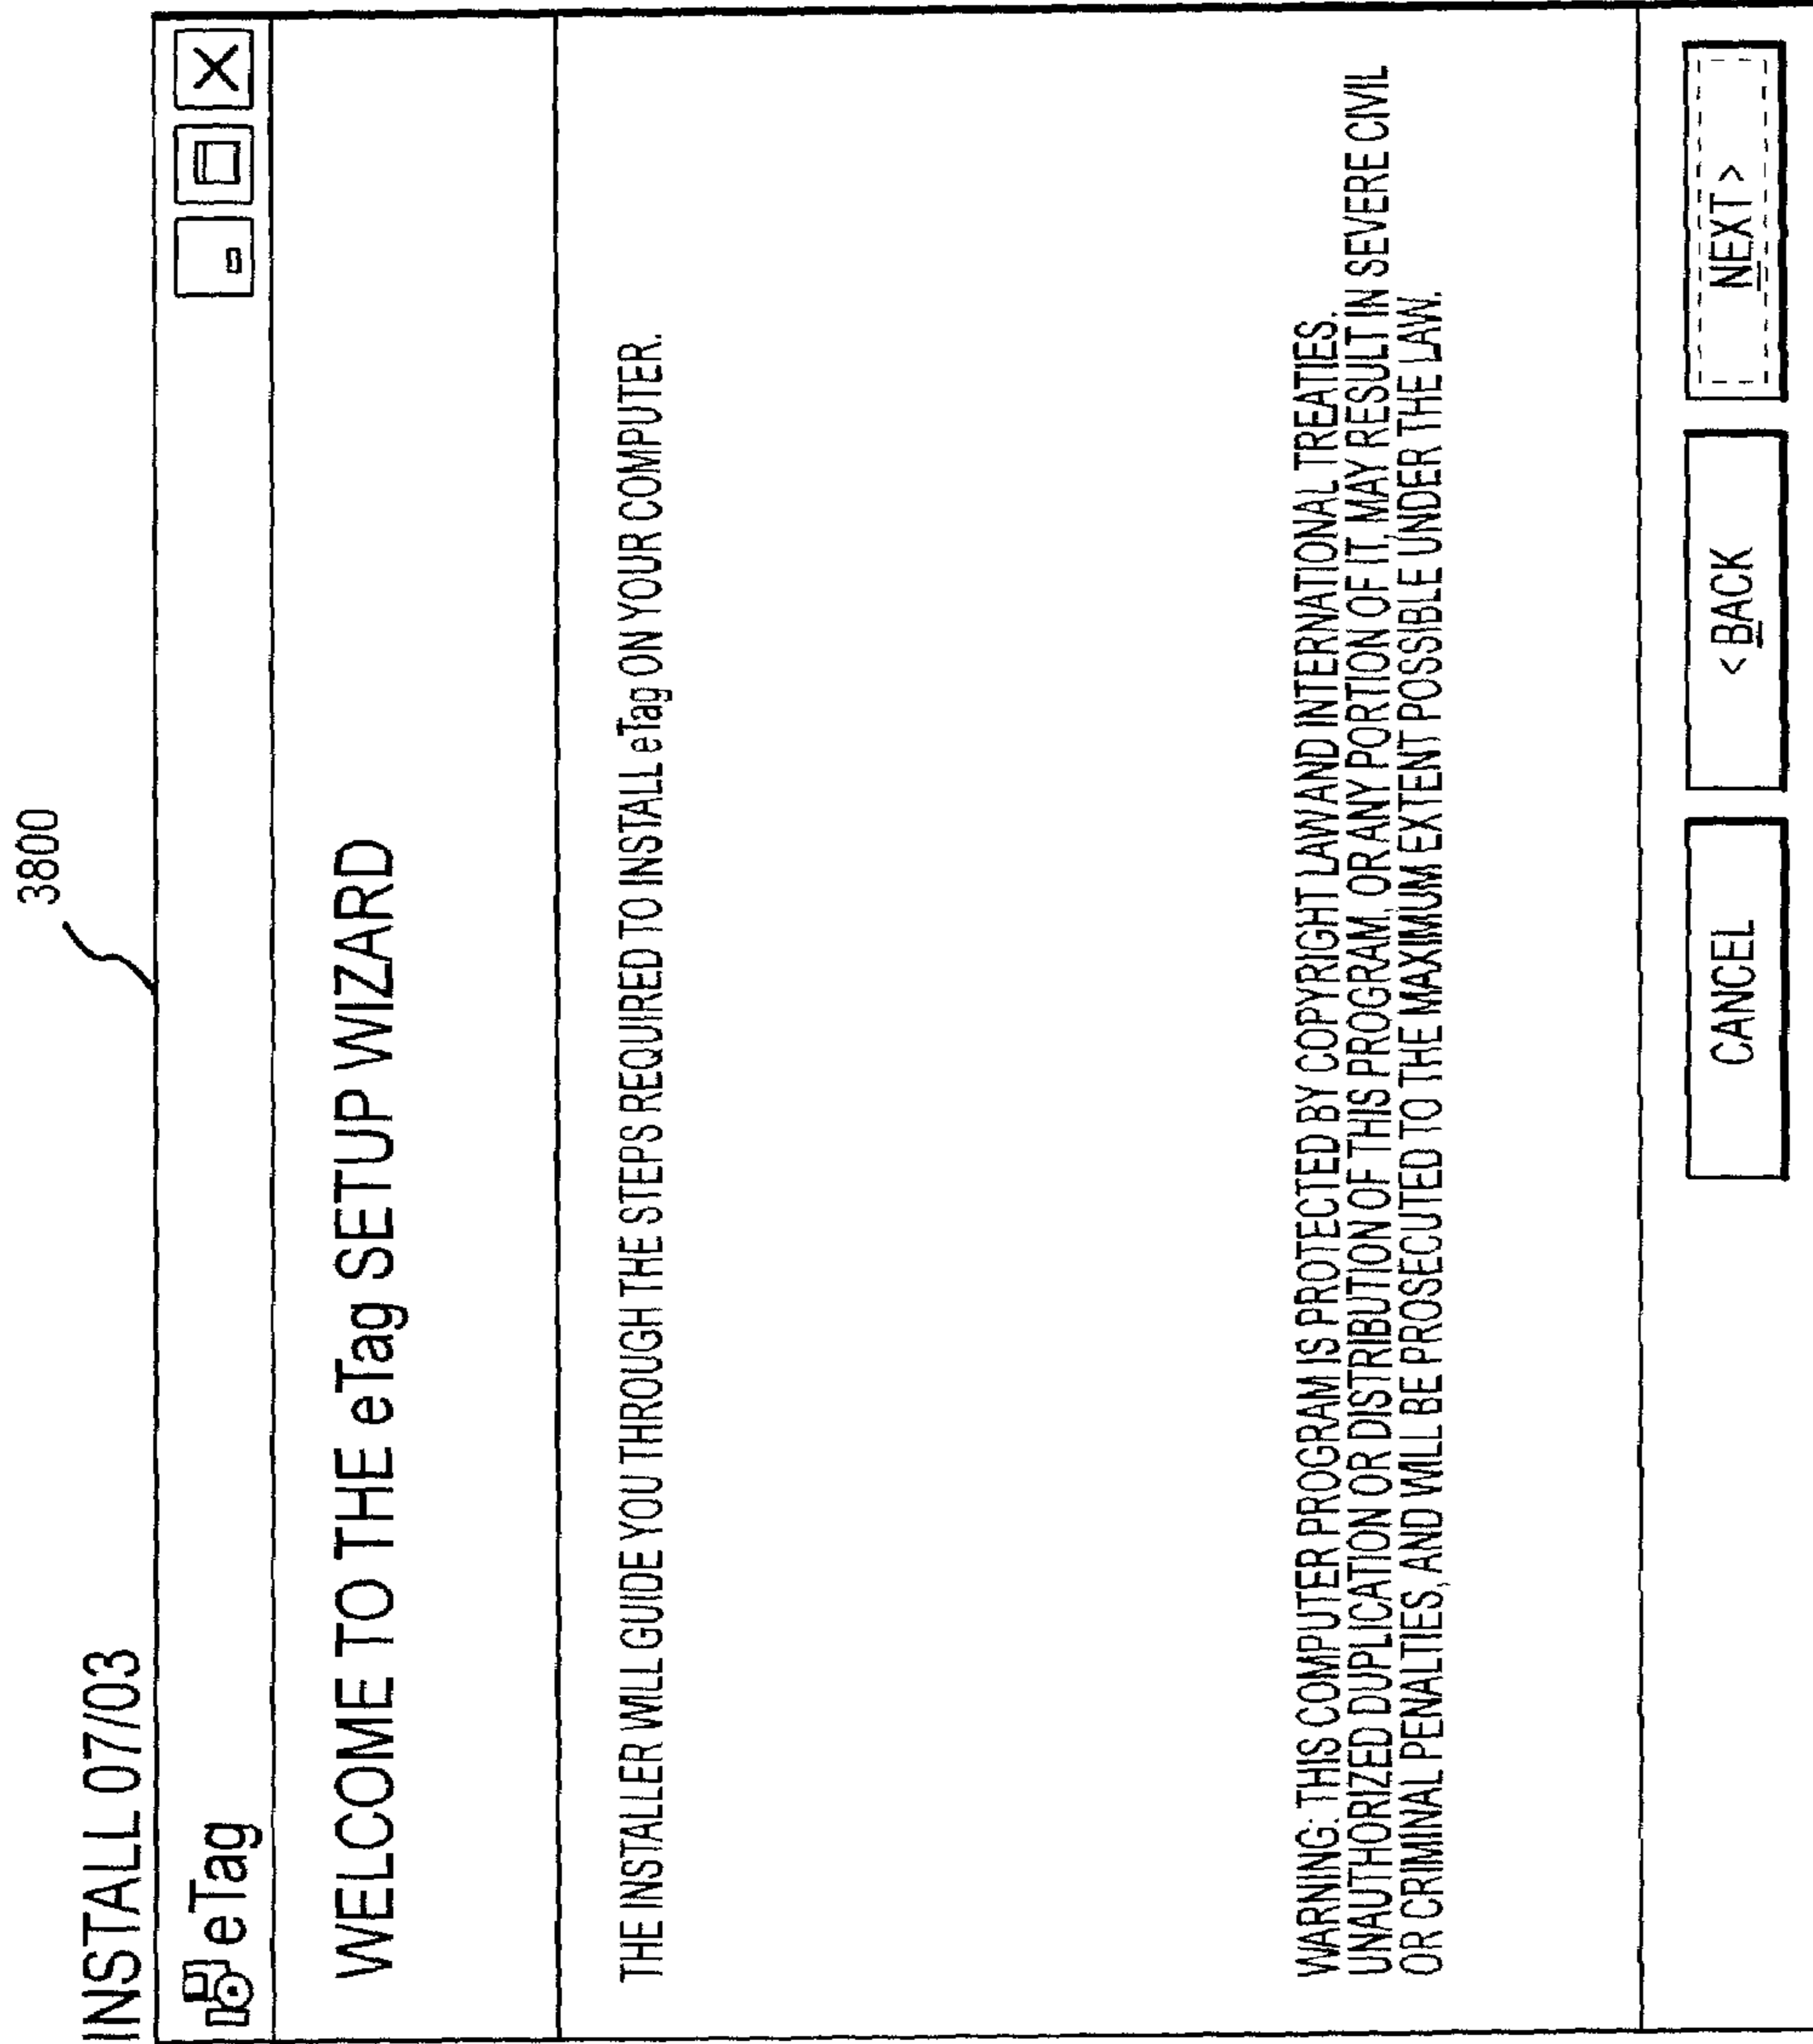 3800
INSTALL 07/03
eTag
WELCOME TO THE eTag SETUP WIZARD
THE INSTALLER WILL GUIDE YOU THROUGH THE STEPS REQUIRED TO INSTALL eTag ON YOUR COMPUTER.
WARNING: THIS COMPUTER PROGRAM IS PROTECTED BY COPYRIGHT LAW AND INTERNATIONAL TREATIES.
UNAUTHORIZED DUPLICATION OR DISTRIBUTION OF THIS PROGRAM, OR ANY PORTION OF IT, MAY RESULT IN SEVERE CIVIL
OR CRIMINAL PENALTIES, AND WILL BE PROSECUTED TO THE MAXIMUM EXTENT POSSIBLE UNDER THE LAW.
CANCEL < BACK NEXT >